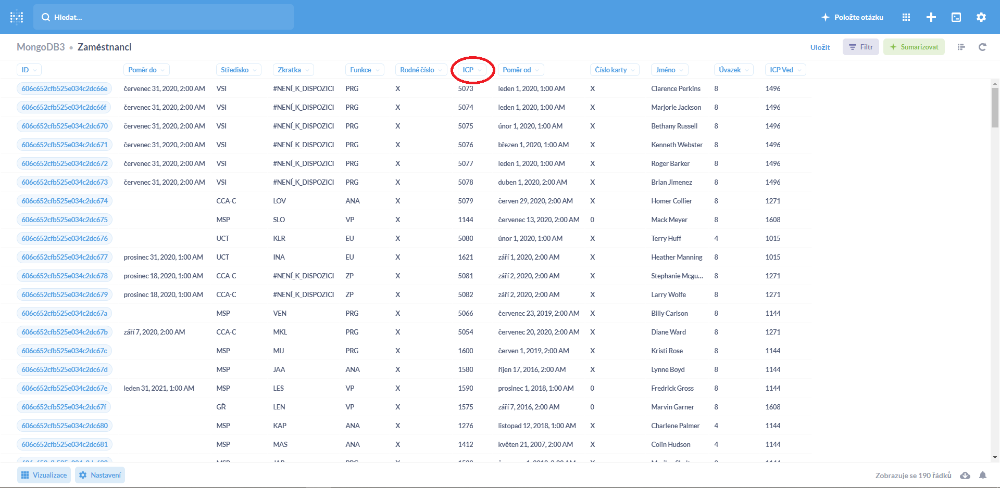 Hledat...
Položte otázku
MongoDB3 • Zaměstnanci
Uložit
Filtr
Sumarizovat
ID Poměr do Středisko Zkratka Funkce Rodné číslo ICP Poměr od Číslo karty Jméno Úvazek ICP Ved
606c652cfb525e034c2dc66e červenec 31, 2020, 2:00 AM VSI #NENÍ_K_DISPOZICI PRG X 5073 leden 1, 2020, 1:00 AM X Clarence Perkins 8 1496
606c652cfb525e034c2dc66f červenec 31, 2020, 2:00 AM VSI #NENÍ_K_DISPOZICI PRG X 5074 leden 1, 2020, 1:00 AM X Marjorie Jackson 8 1496
606c652cfb525e034c2dc670 červenec 31, 2020, 2:00 AM VSI #NENÍ_K_DISPOZICI PRG X 5075 únor 1, 2020, 1:00 AM X Bethany Russell 8 1496
606c652cfb525e034c2dc671 červenec 31, 2020, 2:00 AM VSI #NENÍ_K_DISPOZICI PRG X 5076 březen 1, 2020, 1:00 AM X Kenneth Webster 8 1496
606c652cfb525e034c2dc672 červenec 31, 2020, 2:00 AM VSI #NENÍ_K_DISPOZICI PRG X 5077 leden 1, 2020, 1:00 AM X Roger Barker 8 1496
606c652cfb525e034c2dc673 červenec 31, 2020, 2:00 AM VSI #NENÍ_K_DISPOZICI PRG X 5078 duben 1, 2020, 2:00 AM X Brian Jimenez 8 1496
606c652cfb525e034c2dc674 CCA-C LOV ANA X 5079 červen 29, 2020, 2:00 AM X Homer Collier 8 1271
606c652cfb525e034c2dc675 MSP SLO VP X 1144 červenec 13, 2020, 2:00 AM 0 Mack Meyer 8 1608
606c652cfb525e034c2dc676 UCT KLR EU X 5080 únor 1, 2020, 1:00 AM X Terry Huff 4 1015
606c652cfb525e034c2dc677 prosinec 31, 2020, 1:00 AM UCT INA EU X 1621 září 1, 2020, 2:00 AM X Heather Manning 8 1015
606c652cfb525e034c2dc678 prosinec 18, 2020, 1:00 AM CCA-C #NENÍ_K_DISPOZICI ZP X 5081 září 2, 2020, 2:00 AM X Stephanie Mcgu... 8 1271
606c652cfb525e034c2dc679 prosinec 18, 2020, 1:00 AM CCA-C #NENÍ_K_DISPOZICI ZP X 5082 září 2, 2020, 2:00 AM X Larry Wolfe 8 1271
606c652cfb525e034c2dc67a MSP VEN PRG X 5066 červenec 23, 2019, 2:00 AM X Billy Carlson 8 1144
606c652cfb525e034c2dc67b září 7, 2020, 2:00 AM CCA-C MKL PRG X 5054 červenec 20, 2020, 2:00 AM X Diane Ward 8 1271
606c652cfb525e034c2dc67c MSP MIJ PRG X 1600 červen 1, 2019, 2:00 AM X Kristi Rose 8 1144
606c652cfb525e034c2dc67d MSP JAA ANA X 1580 říjen 17, 2016, 2:00 AM X Lynne Boyd 8 1144
606c652cfb525e034c2dc67e leden 31, 2021, 1:00 AM MSP LES VP X 1590 prosinec 1, 2018, 1:00 AM 0 Fredrick Gross 8 1144
606c652cfb525e034c2dc67f GŘ LEN VP X 1575 září 7, 2016, 2:00 AM 0 Marvin Garner 8 1608
606c652cfb525e034c2dc680 MSP KAP ANA X 1276 listopad 12, 2018, 1:00 AM X Charlene Palmer 4 1144
606c652cfb525e034c2dc681 MSP MAS ANA X 1412 květen 21, 2007, 2:00 AM X Colin Hudson 4 1144
Vizualizace
Nastavení
Zobrazuje se 190 řádků